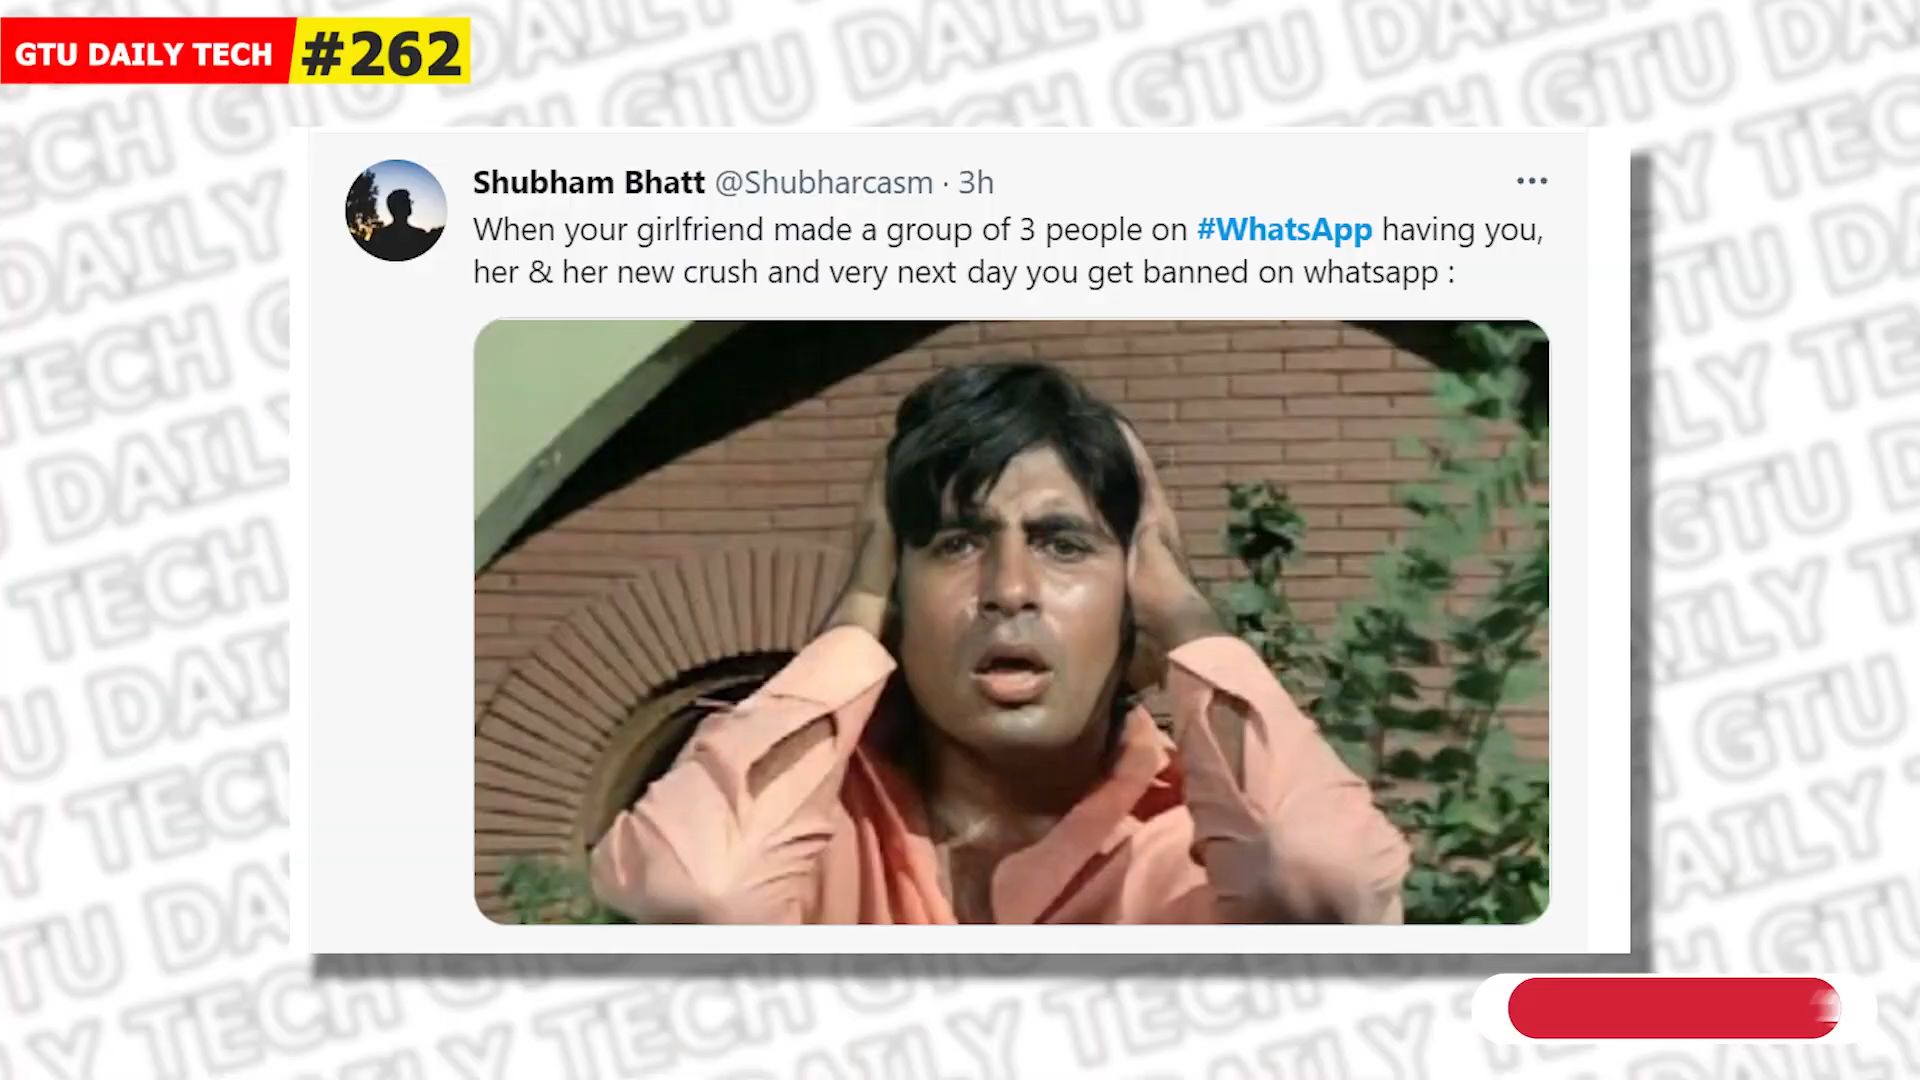 GTU DAILY TECH #262
Shubham Bhatt @Shubharcasm · 3h
When your girlfriend made a group of 3 people on #WhatsApp having you,
her & her new crush and very next day you get banned on whatsapp :